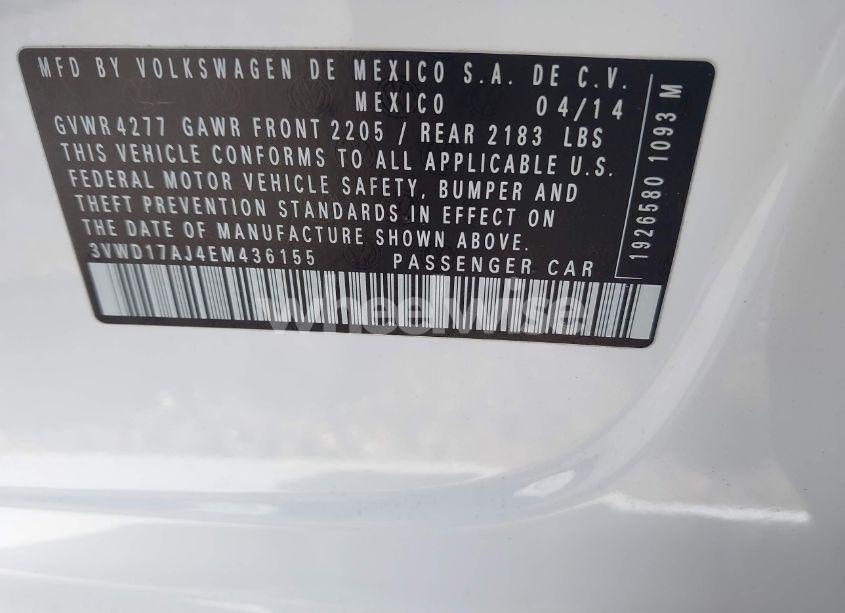 MFD BY VOLKSWAGEN DE MEXICO S.A. DE C.V.
MEXICO 04/14
GVWR 4277 GAWR FRONT 2205 / REAR 2183 LBS
THIS VEHICLE CONFORMS TO ALL APPLICABLE U.S.
FEDERAL MOTOR VEHICLE SAFETY, BUMPER AND
THEFT PREVENTION STANDARDS IN EFFECT ON
THE DATE OF MANUFACTURE SHOWN ABOVE.
3VWD17AJ4EM436155 PASSENGER CAR
1926580 1093 M
wheelwise